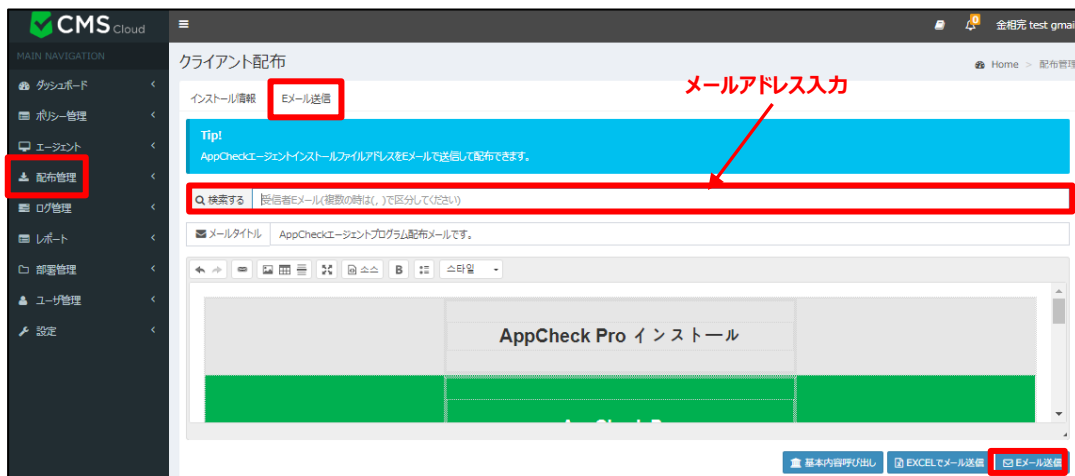 CMS Cloud
金相完 test gmai
MAIN NAVIGATION
ダッシュボード
ポリシー管理
エージェント
配布管理
ログ管理
レポート
部署管理
ユーザ管理
設定
クライアント配布
Home > 配布管理
メールアドレス入力
インストール情報 Eメール送信
Tip!
AppCheckエージェントインストールファイルアドレスをEメールで送信して配布できます。
検索する 受信者Eメール(複数の時は(, )で区分してください)
メールタイトル AppCheckエージェントプログラム配布メールです。
소스 B 스타일
AppCheck Pro インストール
基本内容呼び出し EXCELでメール送信 Eメール送信